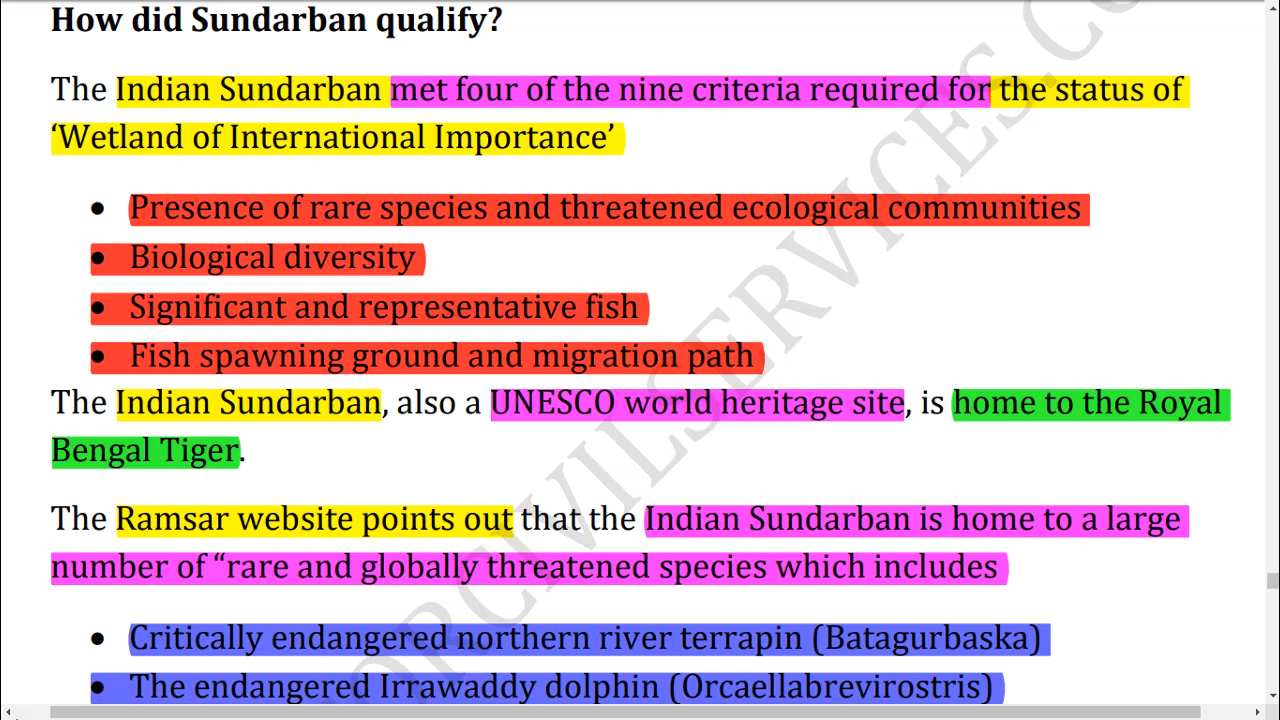 How did Sundarban qualify?
The Indian Sundarban met four of the nine criteria required for the status of
‘Wetland of International Importance’
• Presence of rare species and threatened ecological communities
• Biological diversity
• Significant and representative fish
• Fish spawning ground and migration path
The Indian Sundarban, also a UNESCO world heritage site, is home to the Royal
Bengal Tiger.
The Ramsar website points out that the Indian Sundarban is home to a large
number of “rare and globally threatened species which includes
• Critically endangered northern river terrapin (Batagurbaska)
• The endangered Irrawaddy dolphin (Orcaellabrevirostris)
ORCIVILSERVICES.CO